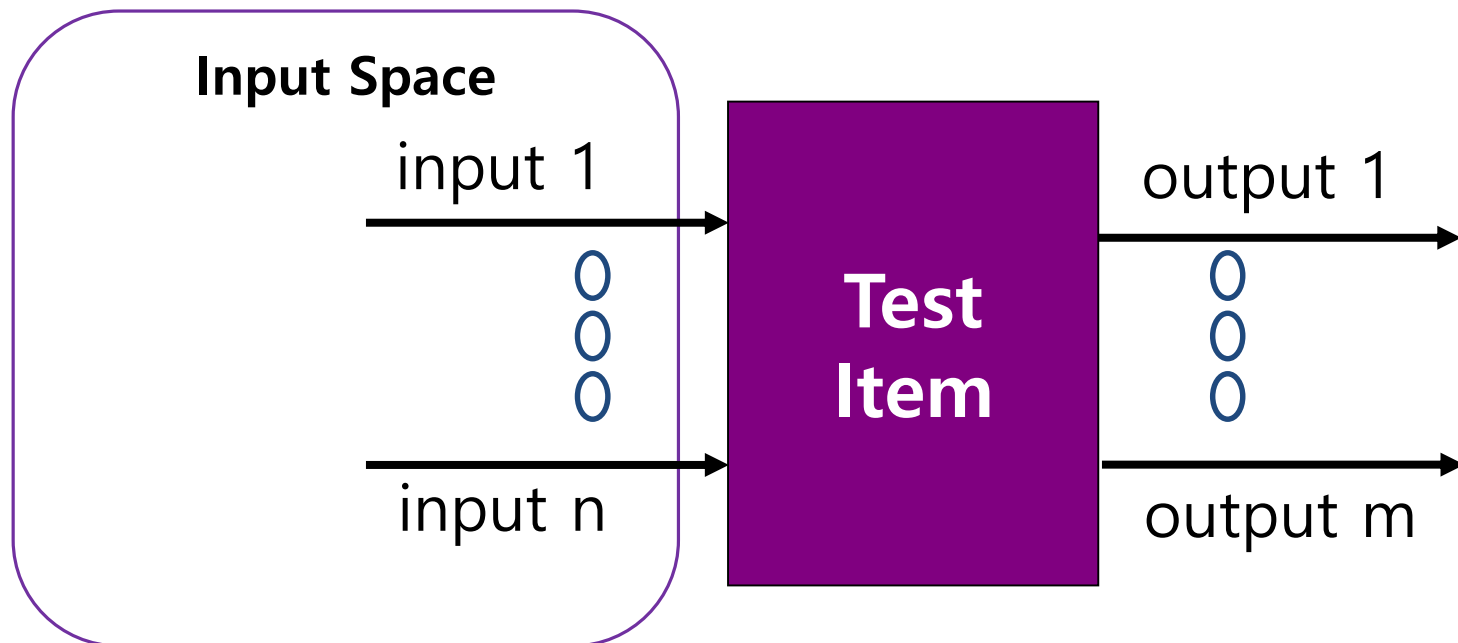 Input Space
input 1
input n
Test
Item
output 1
output m